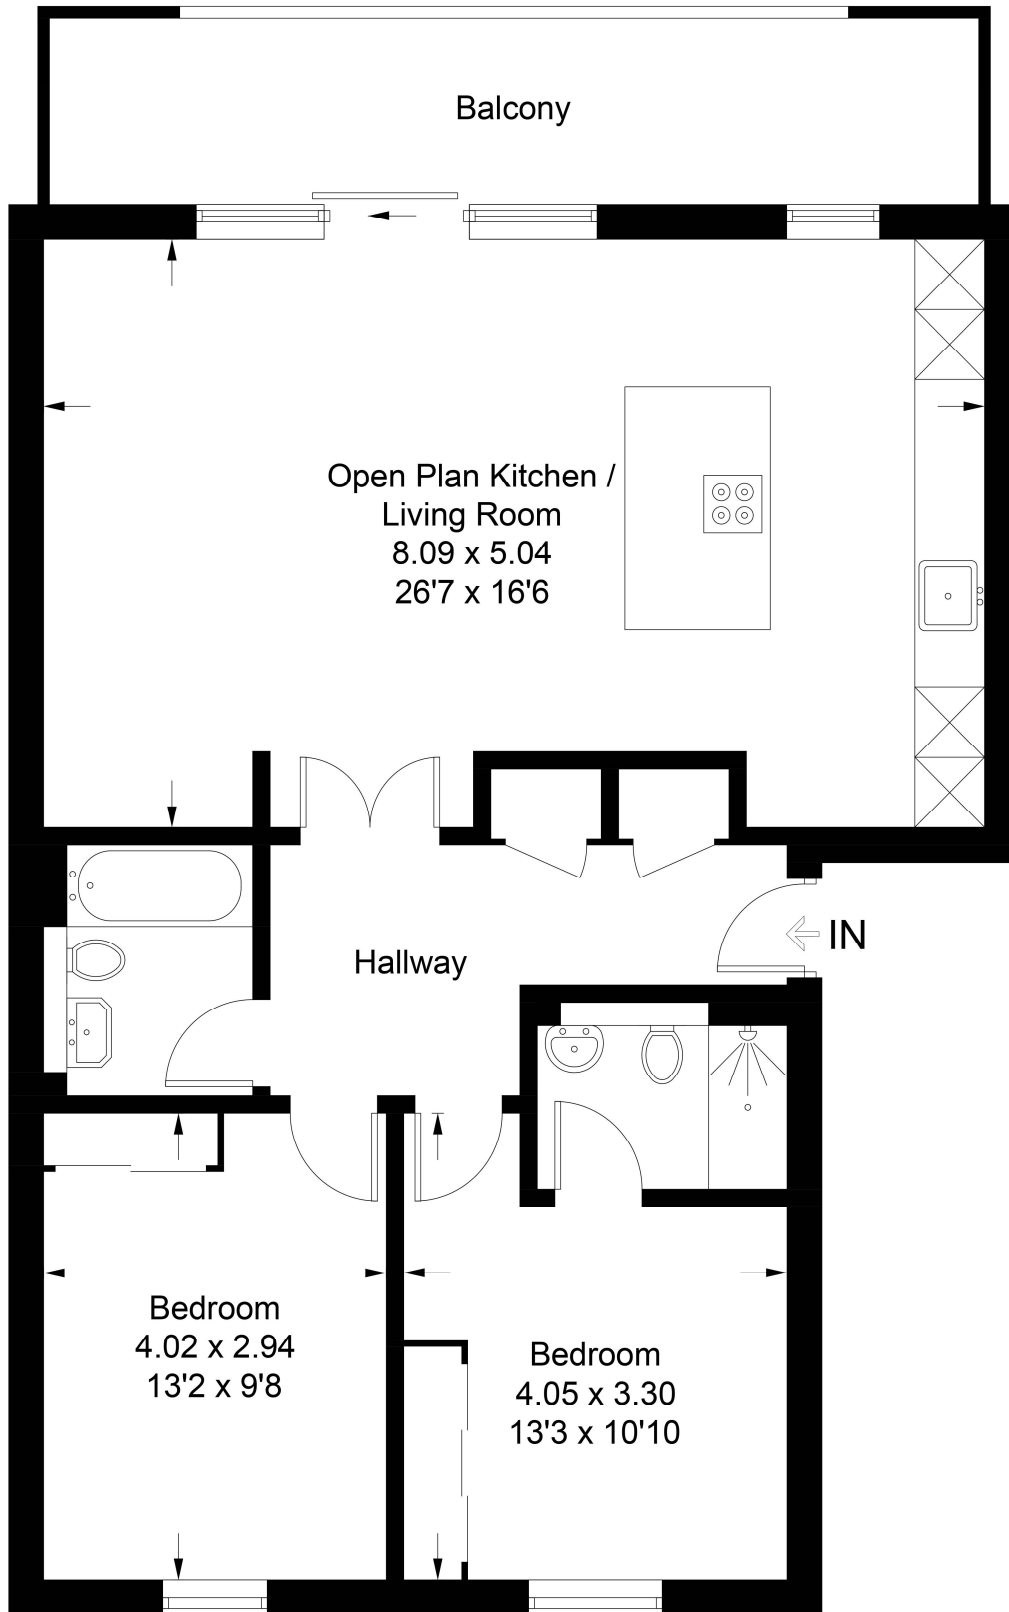 Balcony
Open Plan Kitchen /
Living Room
8.09 x 5.04
26'7 x 16'6
IN
Hallway
Bedroom
4.02 x 2.94
13'2 x 9'8
Bedroom
4.05 x 3.30
13'3 x 10'10